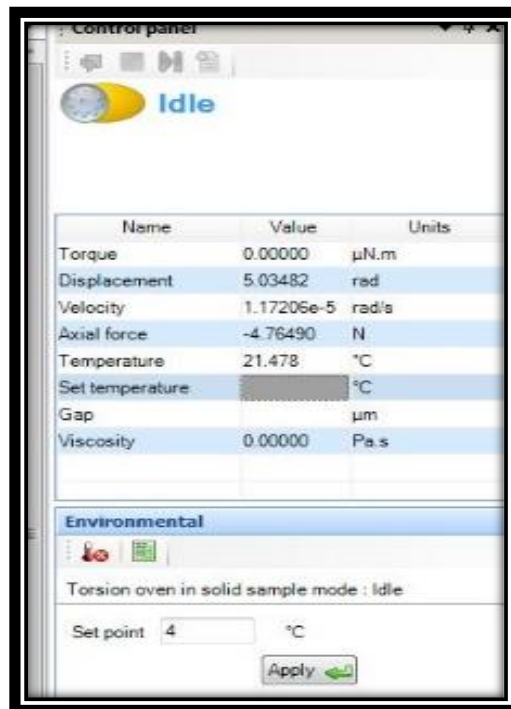 Control panel
Idle
Name Value Units
Torque 0.00000 μN.m
Displacement 5.03482 rad
Velocity 1.17206e-5 rad/s
Axial force -4.76490 N
Temperature 21.478 °C
Set temperature °C
Gap μm
Viscosity 0.00000 Pa.s
Environmental
Torsion oven in solid sample mode : Idle
Set point 4 °C
Apply